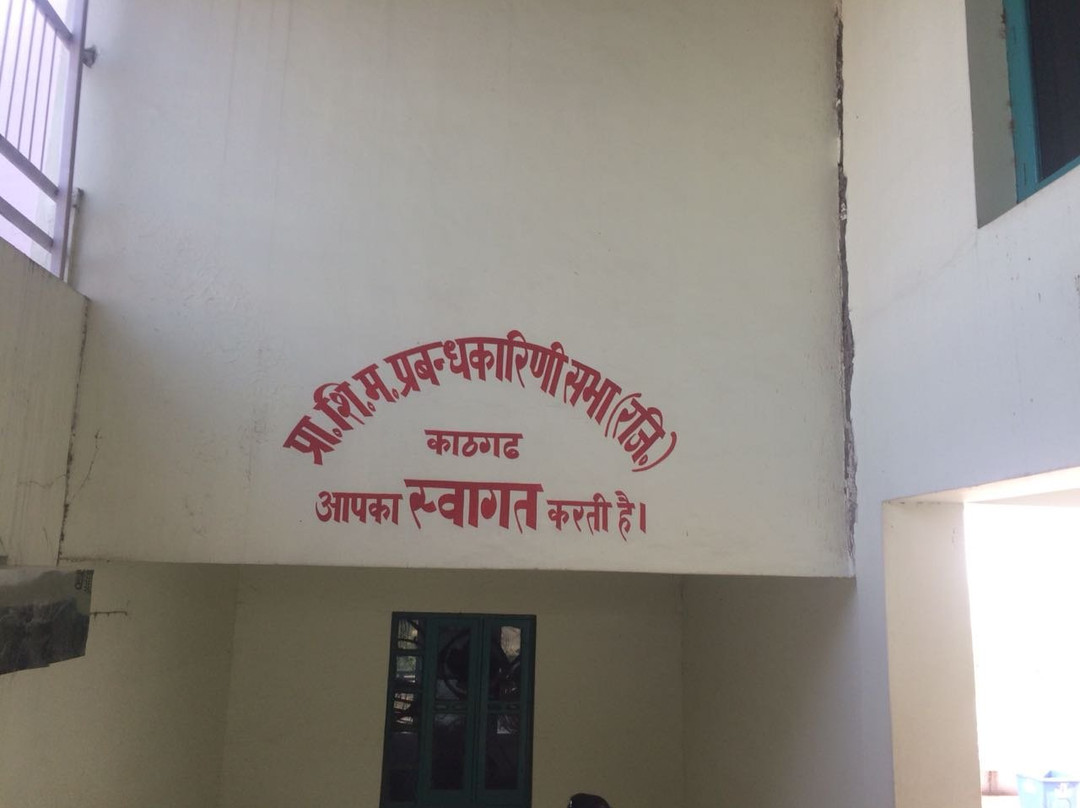 प्रा.शि.म.प्रबन्धकारिणी सभा (रजि.)
काठगढ
आपका स्वागत करती है।